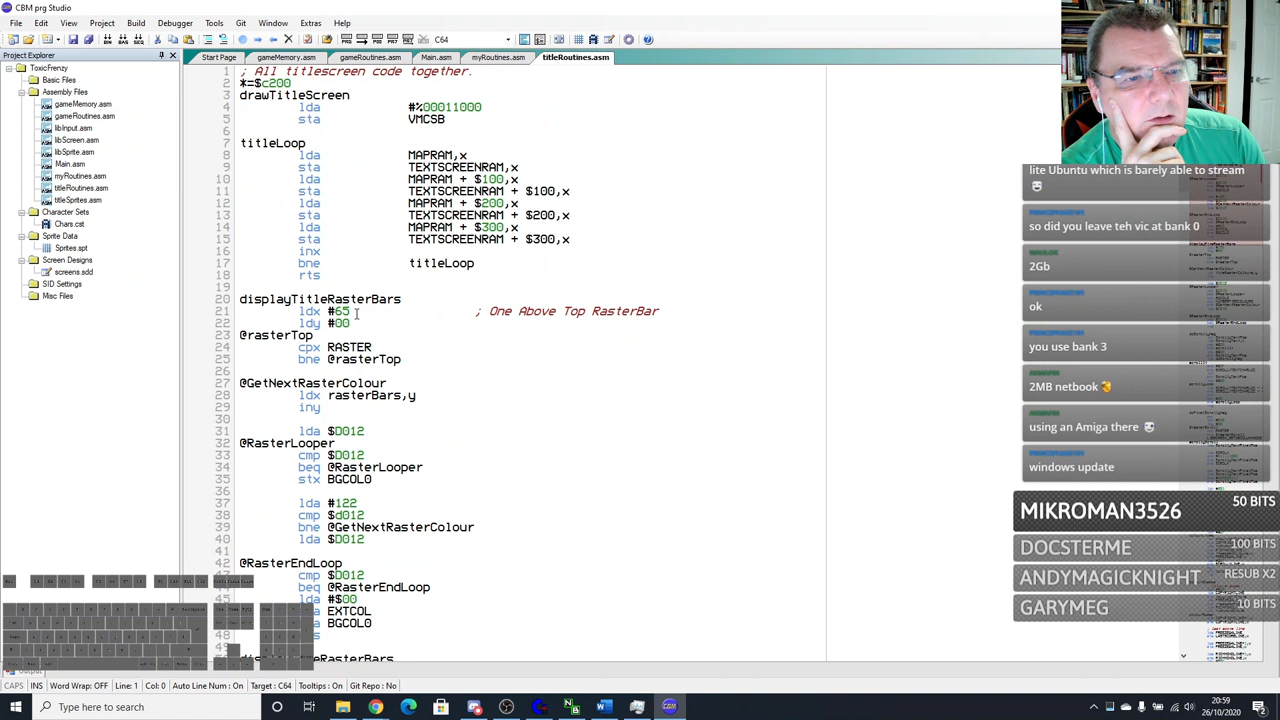 CBM prg Studio
File Edit View Project Build Debugger Tools Git Window Extras Help
C64
Project Explorer
Start Page gameMemory.asm gameRoutines.asm Main.asm myRoutines.asm titleRoutines.asm
ToxicFrenzy
Basic Files
Assembly Files
gameMemory.asm
gameRoutines.asm
libInput.asm
libScreen.asm
libSprite.asm
Main.asm
myRoutines.asm
titleRoutines.asm
titleSprites.asm
Character Sets
Chars.cst
Sprite Data
Sprites.spt
Screen Designs
screens.sdd
SID Settings
Misc Files
1 ; All titlescreen code together.
2 *=$c200
3 drawTitleScreen
4 lda #%00011000
5 sta VMCSB
6
7 titleLoop
8 lda MAPRAM,x
9 sta TEXTSCREENRAM,x
10 lda MAPRAM + $100,x
11 sta TEXTSCREENRAM + $100,x
12 lda MAPRAM + $200,x
13 sta TEXTSCREENRAM + $200,x
14 lda MAPRAM + $300,x
15 sta TEXTSCREENRAM + $300,x
16 inx
17 bne titleLoop
18 rts
19
20 displayTitleRasterBars
21 ldx #65 ; One Above Top RasterBar
22 ldy #00
23 @rasterTop
24 cpx RASTER
25 bne @rasterTop
26
27 @GetNextRasterColour
28 ldx rasterBars,y
29 iny
30
31 lda $D012
32 @RasterLooper
33 cmp $D012
34 beq @RasterLooper
35 stx BGCOL0
36
37 lda #122
38 cmp $d012
39 bne @GetNextRasterColour
40 lda $D012
41
42 @RasterEndLoop
43 cmp $D012
beq @RasterEndLoop
lda #$00
EXTCOL
BGCOL0
lite Ubuntu which is barely able to stream
so did you leave teh vic at bank 0
2Gb
ok
you use bank 3
2MB netbook
using an Amiga there
windows update
MIKROMAN3526 50 BITS
DOCSTERME 100 BITS
ANDYMAGICKNIGHT RESUB X2
GARYMEG 10 BITS
CAPS INS Word Wrap: OFF Line: 1 Col: 0 Auto Line Num : On Target : C64 Tooltips : On Git Repo : No
Type here to search
20:59
26/10/2020
2